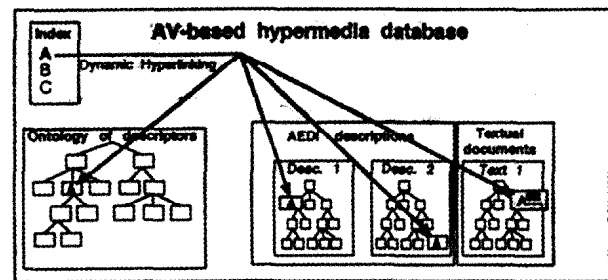 AV-based hypermedia database
Index
A
B
C
Dynamic Hyperlinking
Ontology of descriptors
AEDI descriptions
Textual documents
Desc. 1
Desc. 2
Text 1
A
A
A